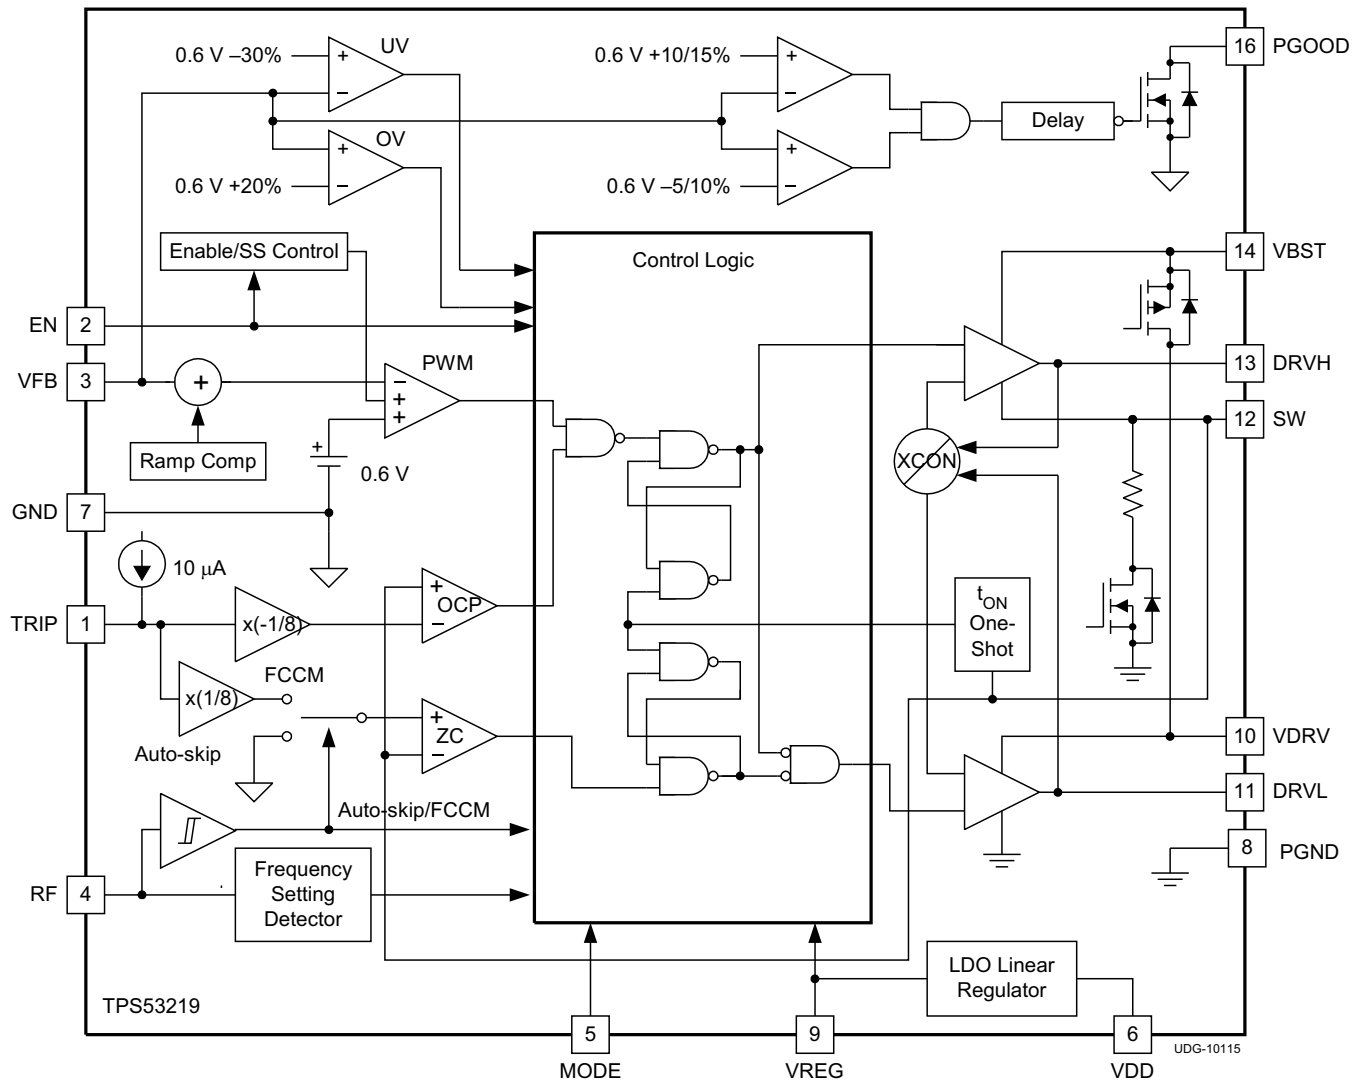 16 PGOOD
0.6 V –30%
+
–
UV
0.6 V +10/15%
+
–
Delay
+
–
OV
0.6 V +20%
+
–
0.6 V –5/10%
Enable/SS Control
Control Logic
14 VBST
EN 2
VFB 3
+
–
+
+
PWM
13 DRVH
12 SW
Ramp Comp
+
0.6 V
XCON
GND 7
10 μA
TRIP 1
x(-1/8)
+
OCP
–
tON
One-
Shot
x(1/8)
FCCM
Auto-skip
+
ZC
–
10 VDRV
11 DRVL
Auto-skip/FCCM
8 PGND
RF 4
Frequency
Setting
Detector
LDO Linear
Regulator
TPS53219
5
MODE
9
VREG
6
VDD
UDG-10115